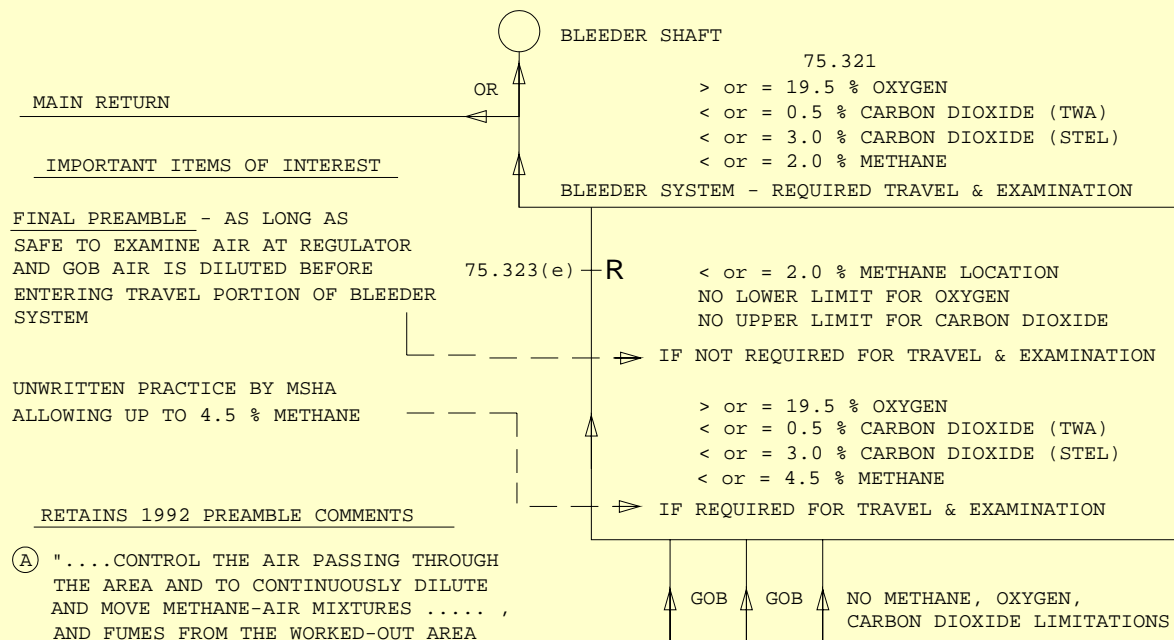 BLEEDER SHAFT
75.321
> or = 19.5 % OXYGEN
< or = 0.5 % CARBON DIOXIDE (TWA)
< or = 3.0 % CARBON DIOXIDE (STEL)
< or = 2.0 % METHANE
OR
MAIN RETURN
IMPORTANT ITEMS OF INTEREST
BLEEDER SYSTEM - REQUIRED TRAVEL & EXAMINATION
FINAL PREAMBLE - AS LONG AS
SAFE TO EXAMINE AIR AT REGULATOR
AND GOB AIR IS DILUTED BEFORE
ENTERING TRAVEL PORTION OF BLEEDER
SYSTEM
75.323(e) R
< or = 2.0 % METHANE LOCATION
NO LOWER LIMIT FOR OXYGEN
NO UPPER LIMIT FOR CARBON DIOXIDE
IF NOT REQUIRED FOR TRAVEL & EXAMINATION
UNWRITTEN PRACTICE BY MSHA
ALLOWING UP TO 4.5 % METHANE
> or = 19.5 % OXYGEN
< or = 0.5 % CARBON DIOXIDE (TWA)
< or = 3.0 % CARBON DIOXIDE (STEL)
< or = 4.5 % METHANE
IF REQUIRED FOR TRAVEL & EXAMINATION
RETAINS 1992 PREAMBLE COMMENTS
A "....CONTROL THE AIR PASSING THROUGH
THE AREA AND TO CONTINUOUSLY DILUTE
AND MOVE METHANE-AIR MIXTURES ..... ,
AND FUMES FROM THE WORKED-OUT AREA
GOB GOB
NO METHANE, OXYGEN,
CARBON DIOXIDE LIMITATIONS